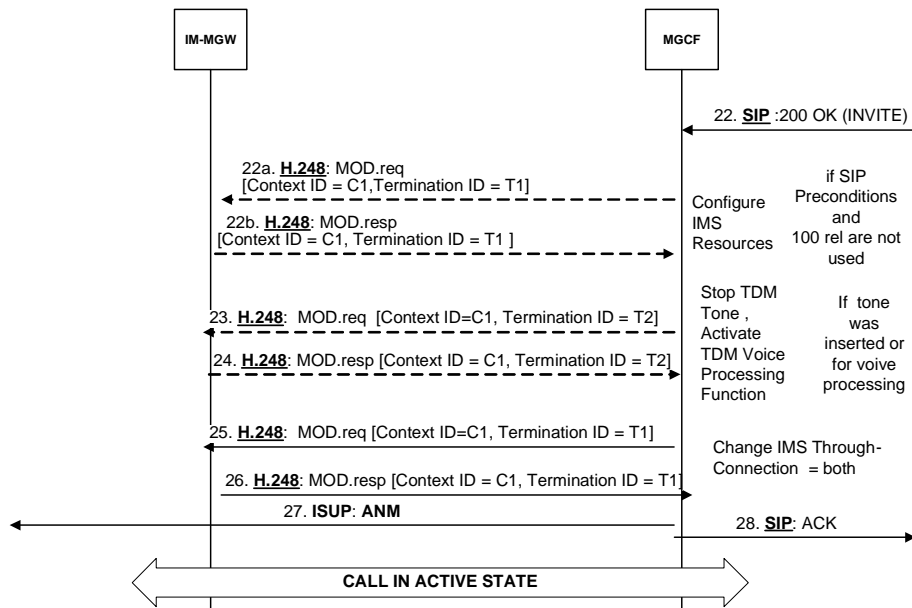 IM-MGW
MGCF
22. SIP :200 OK (INVITE)
22a. H.248: MOD.req
[Context ID = C1,Termination ID = T1]
22b. H.248: MOD.resp
[Context ID = C1, Termination ID = T1 ]
Configure
IMS
Resources
if SIP
Preconditions
and
100 rel are not
used
23. H.248: MOD.req [Context ID=C1, Termination ID = T2]
24. H.248: MOD.resp [Context ID = C1, Termination ID = T2]
Stop TDM
Tone ,
Activate
TDM Voice
Processing
Function
If tone
was
inserted or
for voive
processing
25. H.248: MOD.req [Context ID=C1, Termination ID = T1]
26. H.248: MOD.resp [Context ID = C1, Termination ID = T1]
Change IMS Through-
Connection = both
27. ISUP: ANM
28. SIP: ACK
CALL IN ACTIVE STATE